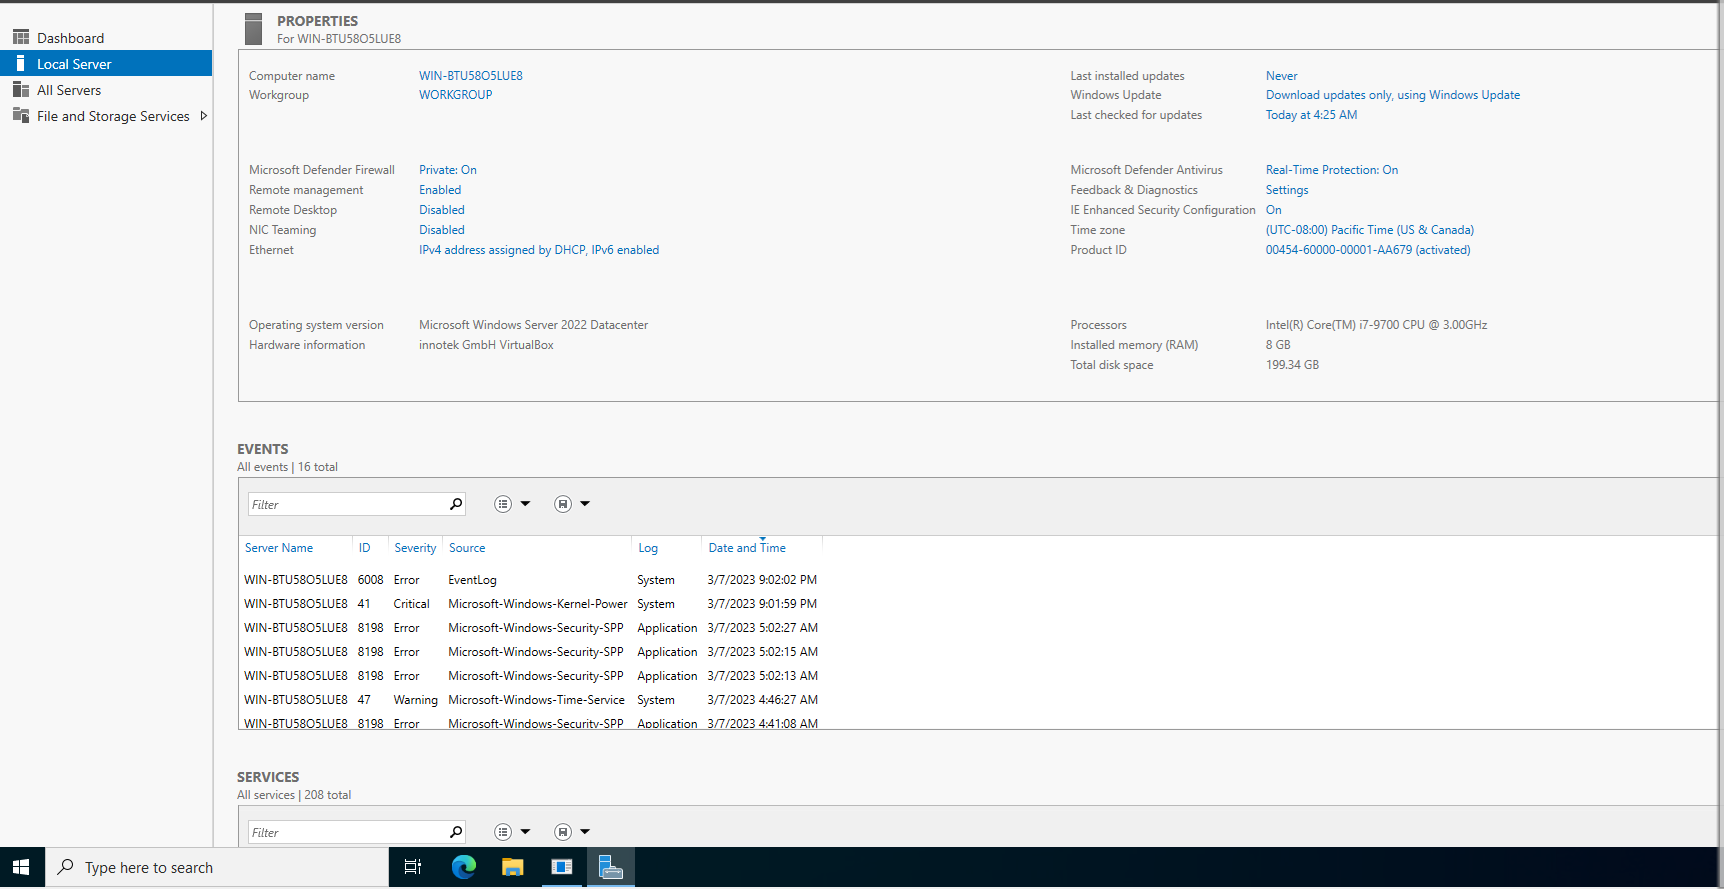 Dashboard
Local Server
All Servers
File and Storage Services
PROPERTIES
For WIN-BTU58O5LUE8
Computer name WIN-BTU58O5LUE8
Workgroup WORKGROUP
Last installed updates Never
Windows Update Download updates only, using Windows Update
Last checked for updates Today at 4:25 AM
Microsoft Defender Firewall Private: On
Remote management Enabled
Remote Desktop Disabled
NIC Teaming Disabled
Ethernet IPv4 address assigned by DHCP, IPv6 enabled
Microsoft Defender Antivirus Real-Time Protection: On
Feedback & Diagnostics Settings
IE Enhanced Security Configuration On
Time zone (UTC-08:00) Pacific Time (US & Canada)
Product ID 00454-60000-00001-AA679 (activated)
Operating system version Microsoft Windows Server 2022 Datacenter
Hardware information innotek GmbH VirtualBox
Processors Intel(R) Core(TM) i7-9700 CPU @ 3.00GHz
Installed memory (RAM) 8 GB
Total disk space 199.34 GB
EVENTS
All events | 16 total
Filter
Server Name ID Severity Source Log Date and Time
WIN-BTU58O5LUE8 6008 Error EventLog System 3/7/2023 9:02:02 PM
WIN-BTU58O5LUE8 41 Critical Microsoft-Windows-Kernel-Power System 3/7/2023 9:01:59 PM
WIN-BTU58O5LUE8 8198 Error Microsoft-Windows-Security-SPP Application 3/7/2023 5:02:27 AM
WIN-BTU58O5LUE8 8198 Error Microsoft-Windows-Security-SPP Application 3/7/2023 5:02:15 AM
WIN-BTU58O5LUE8 8198 Error Microsoft-Windows-Security-SPP Application 3/7/2023 5:02:13 AM
WIN-BTU58O5LUE8 47 Warning Microsoft-Windows-Time-Service System 3/7/2023 4:46:27 AM
WIN-BTU58O5LUE8 8198 Error Microsoft-Windows-Security-SPP Application 3/7/2023 4:41:08 AM
SERVICES
All services | 208 total
Filter
Type here to search